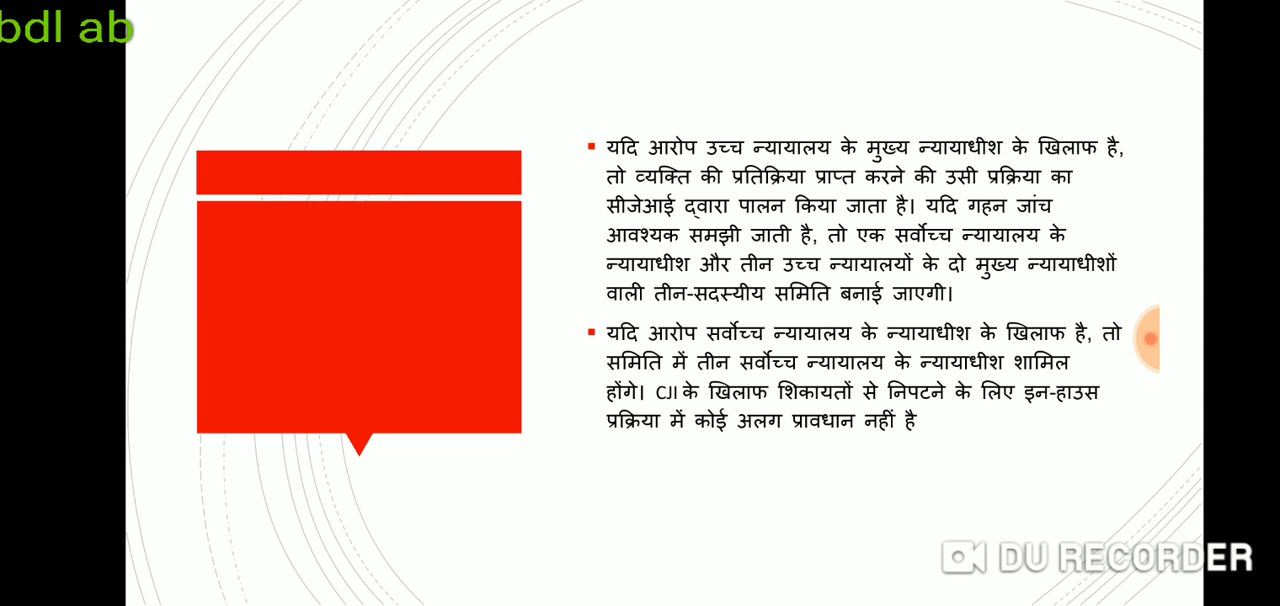 bdl ab
यदि आरोप उच्च न्यायालय के मुख्य न्यायाधीश के खिलाफ है,
तो व्यक्ति की प्रतिक्रिया प्राप्त करने की उसी प्रक्रिया का
सीजेआई द्वारा पालन किया जाता है। यदि गहन जांच
आवश्यक समझी जाती है, तो एक सर्वोच्च न्यायालय के
न्यायाधीश और तीन उच्च न्यायालयों के दो मुख्य न्यायाधीशों
वाली तीन-सदस्यीय समिति बनाई जाएगी।
यदि आरोप सर्वोच्च न्यायालय के न्यायाधीश के खिलाफ है, तो
समिति में तीन सर्वोच्च न्यायालय के न्यायाधीश शामिल
होंगे। CJI के खिलाफ शिकायतों से निपटने के लिए इन-हाउस
प्रक्रिया में कोई अलग प्रावधान नहीं है
DU RECORDER